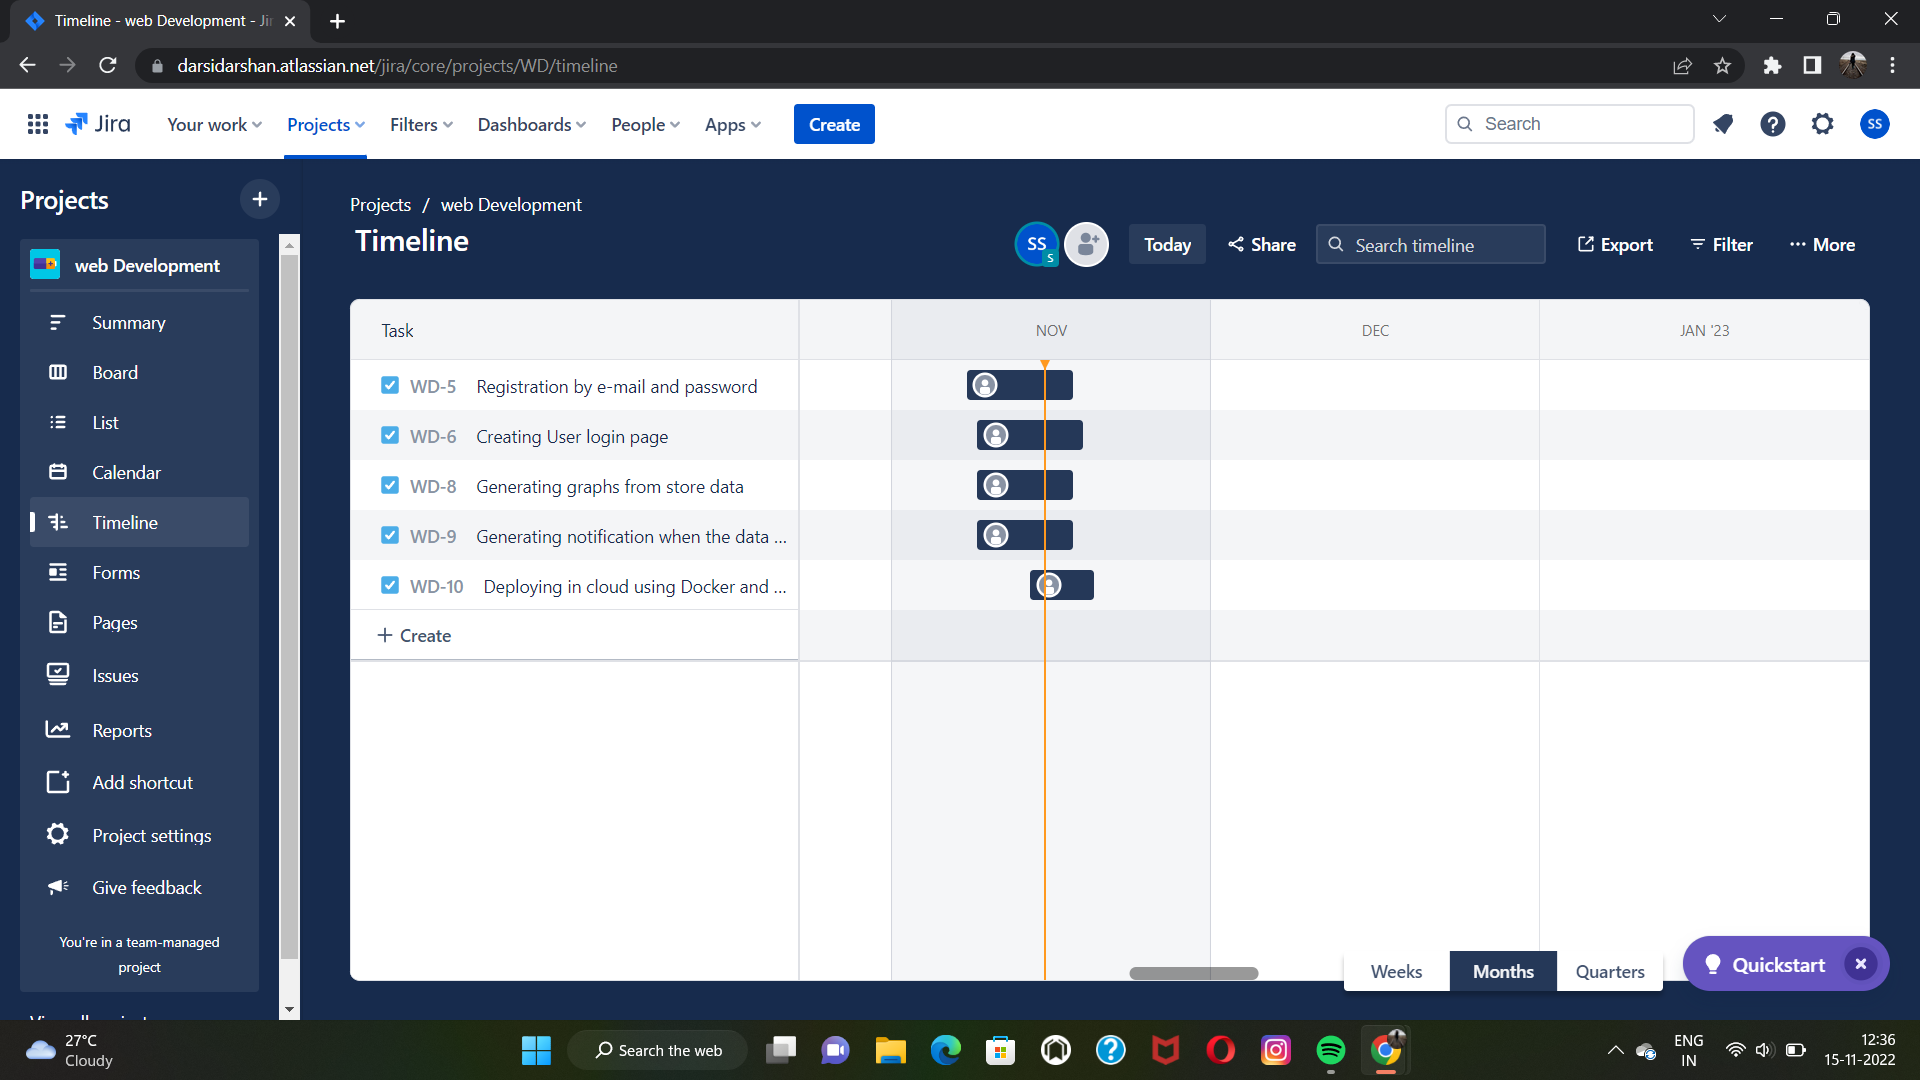 Timeline - web Development - Ji
darsidarshan.atlassian.net/jira/core/projects/WD/timeline
Jira Your work Projects Filters Dashboards People Apps Create Search SS
Projects
web Development
Summary
Board
List
Calendar
Timeline
Forms
Pages
Issues
Reports
Add shortcut
Project settings
Give feedback
You're in a team-managed
project
Projects / web Development
Timeline
SS S Today Share Search timeline Export Filter More
Task NOV DEC JAN '23
WD-5 Registration by e-mail and password
WD-6 Creating User login page
WD-8 Generating graphs from store data
WD-9 Generating notification when the data ...
WD-10 Deploying in cloud using Docker and ...
+ Create
Weeks Months Quarters Quickstart
27°C
Cloudy
Search the web
ENG
IN
12:36
15-11-2022